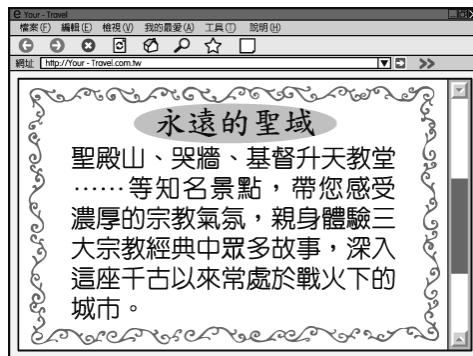 e Your - Travel
檔案(F) 編輯(E) 檢視(V) 我的最愛(A) 工具(T) 說明(H)
網址 http://Your - Travel.com.tw
永遠的聖域
聖殿山、哭牆、基督升天教堂
⋯⋯等知名景點，帶您感受
濃厚的宗教氣氛，親身體驗三
大宗教經典中眾多故事，深入
這座千古以來常處於戰火下的
城市。